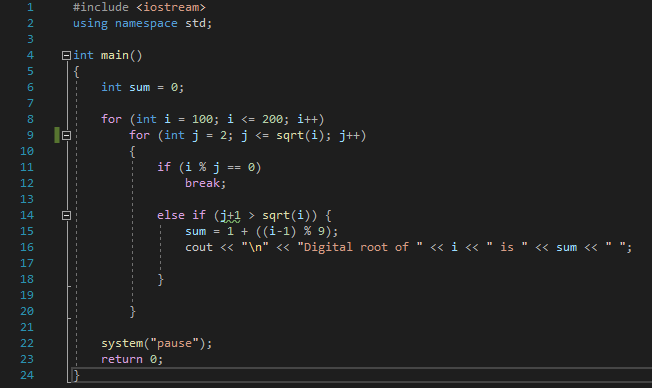 1 #include <iostream>
2 using namespace std;
3
4 int main()
5 {
6 int sum = 0;
7
8 for (int i = 100; i <= 200; i++)
9 for (int j = 2; j <= sqrt(i); j++)
10 {
11 if (i % j == 0)
12 break;
13
14 else if (j+1 > sqrt(i)) {
15 sum = 1 + ((i-1) % 9);
16 cout << "\n" << "Digital root of " << i << " is " << sum << " ";
17
18 }
19
20 }
21
22 system("pause");
23 return 0;
24 }